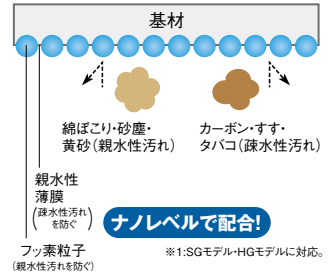 基材
綿ぼこり・砂塵・
黄砂(親水性汚れ)
カーボン・すす・
タバコ(疎水性汚れ)
親水性
薄膜
(疎水性汚れ
を防ぐ)
フッ素粒子
(親水性汚れを防ぐ)
ナノレベルで配合!
※1:SGモデル・HGモデルに対応。